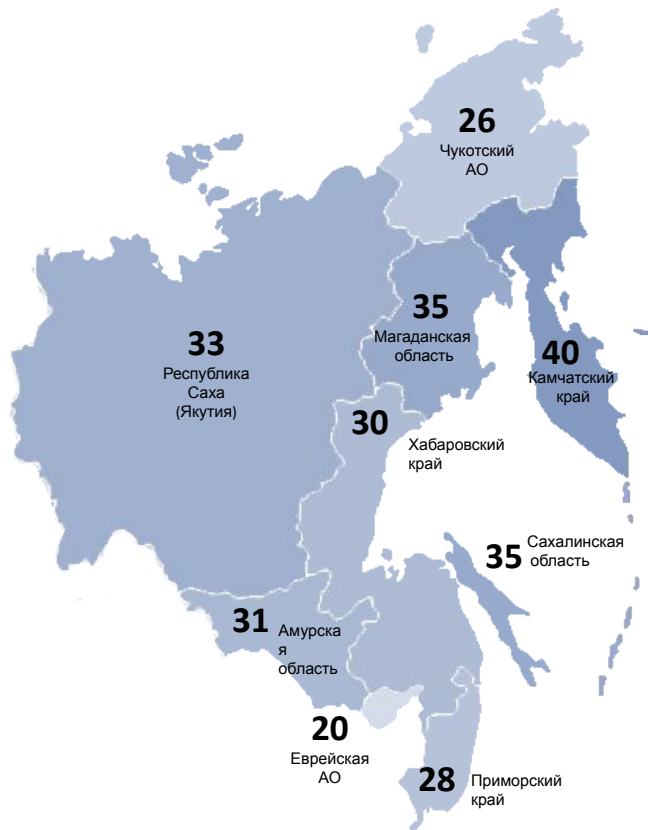 26
Чукотский
АО
35
Магаданская
область
33
Республика
Саха
(Якутия)
40
Камчатский
край
30
Хабаровский
край
35
Сахалинская
область
31
Амурска
я
область
20
Еврейская
АО
28
Приморский
край